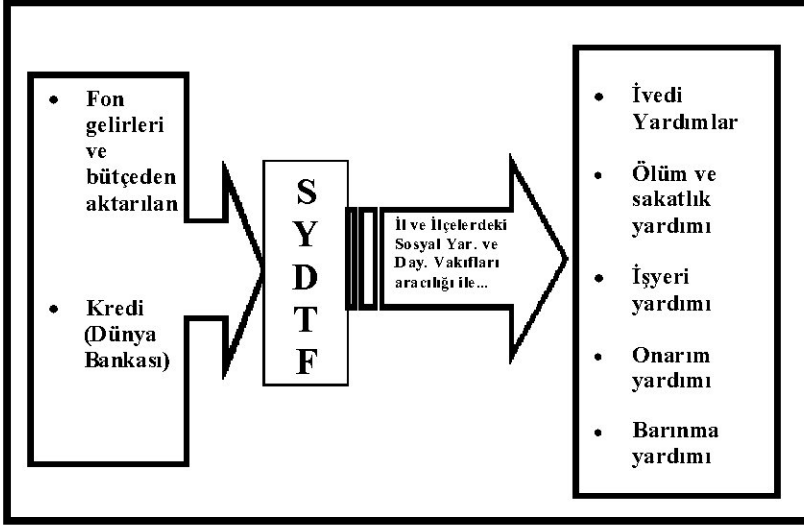 • Fon
gelirleri
ve
bütçeden
aktarılan
• Kredi
(Dünya
Bankası)
S
Y
D
T
F
İl ve İlçelerdeki
Sosyal Yar. ve
Day. Vakıfları
aracılığı ile...
• İvedi
Yardımlar
• Ölüm ve
sakatlık
yardımı
• İşyeri
yardımı
• Onarım
yardımı
• Barınma
yardımı